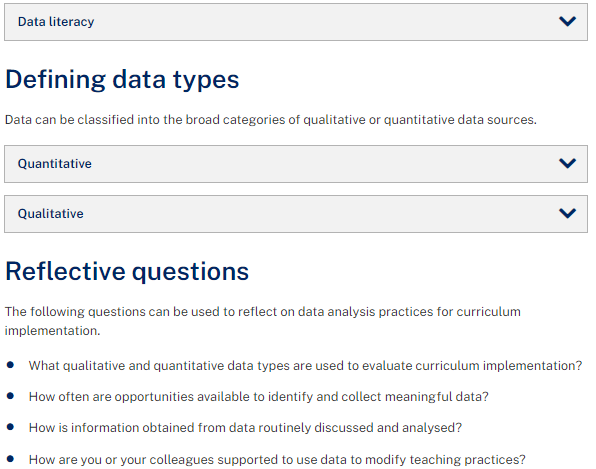 Data literacy
Defining data types
Data can be classified into the broad categories of qualitative or quantitative data sources.
Quantitative
Qualitative
Reflective questions
The following questions can be used to reflect on data analysis practices for curriculum
implementation.
What qualitative and quantitative data types are used to evaluate curriculum implementation?
How often are opportunities available to identify and collect meaningful data?
How is information obtained from data routinely discussed and analysed?
How are you or your colleagues supported to use data to modify teaching practices?